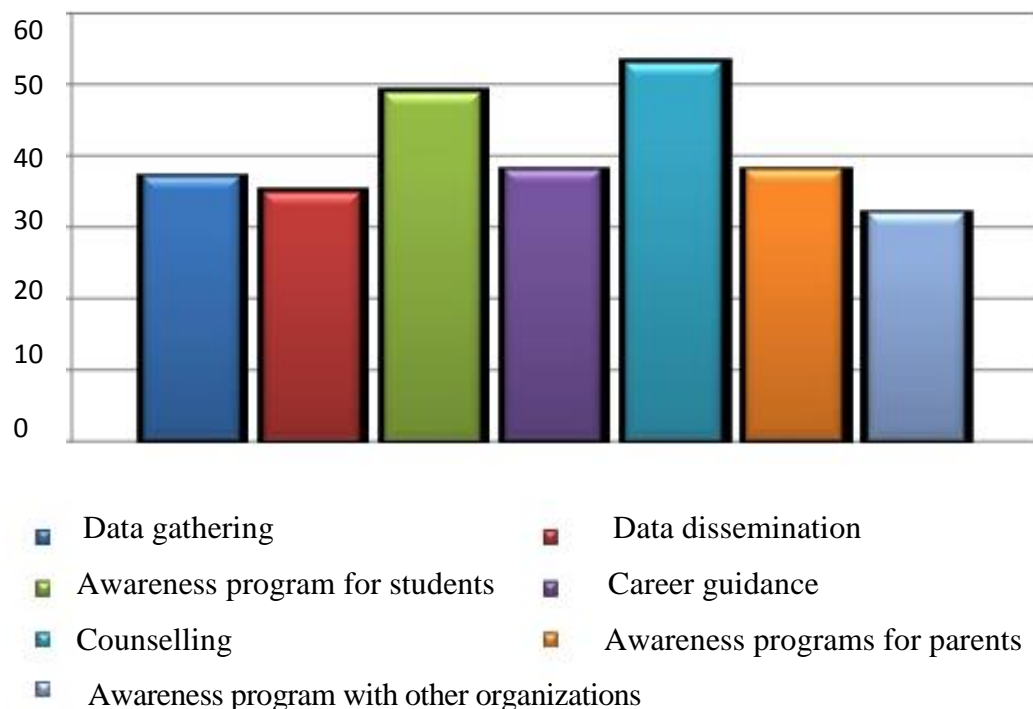 60
50
40
30
20
10
0
Data gathering
Data dissemination
Awareness program for students
Career guidance
Counselling
Awareness programs for parents
Awareness program with other organizations